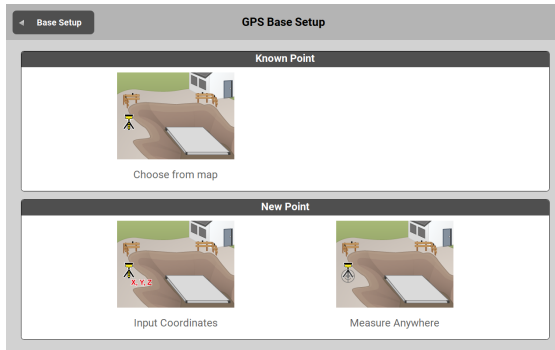 Base Setup
GPS Base Setup
Known Point
Choose from map
New Point
X, Y, Z
Input Coordinates
Measure Anywhere